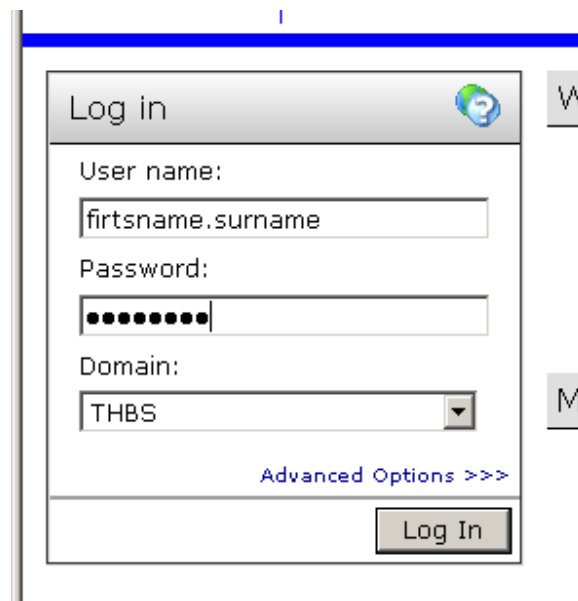 Log in
User name:
firtsname.surname
Password:
Domain:
THBS
Advanced Options >>>
Log In
W
M